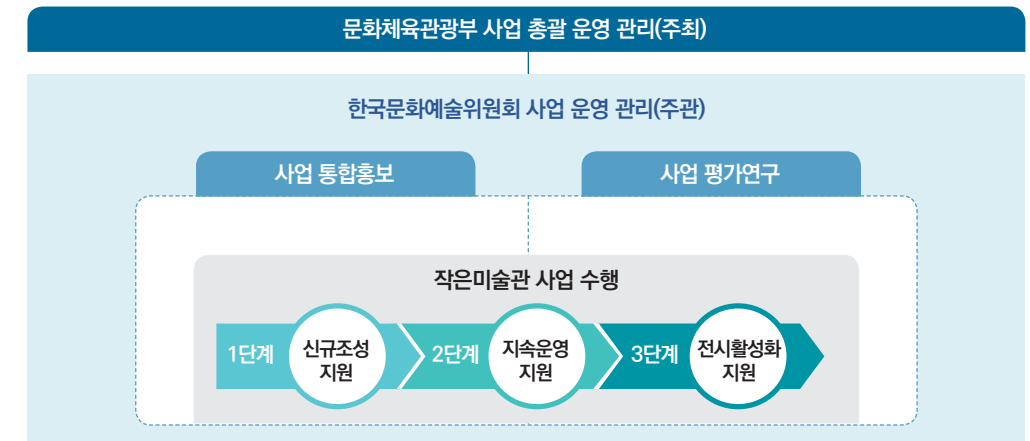 문화체육관광부 사업 총괄 운영 관리(주최)
한국문화예술위원회 사업 운영 관리(주관)
사업 통합홍보
사업 평가연구
작은미술관 사업 수행
1단계
신규조성
지원
2단계
지속운영
지원
3단계
전시활성화
지원